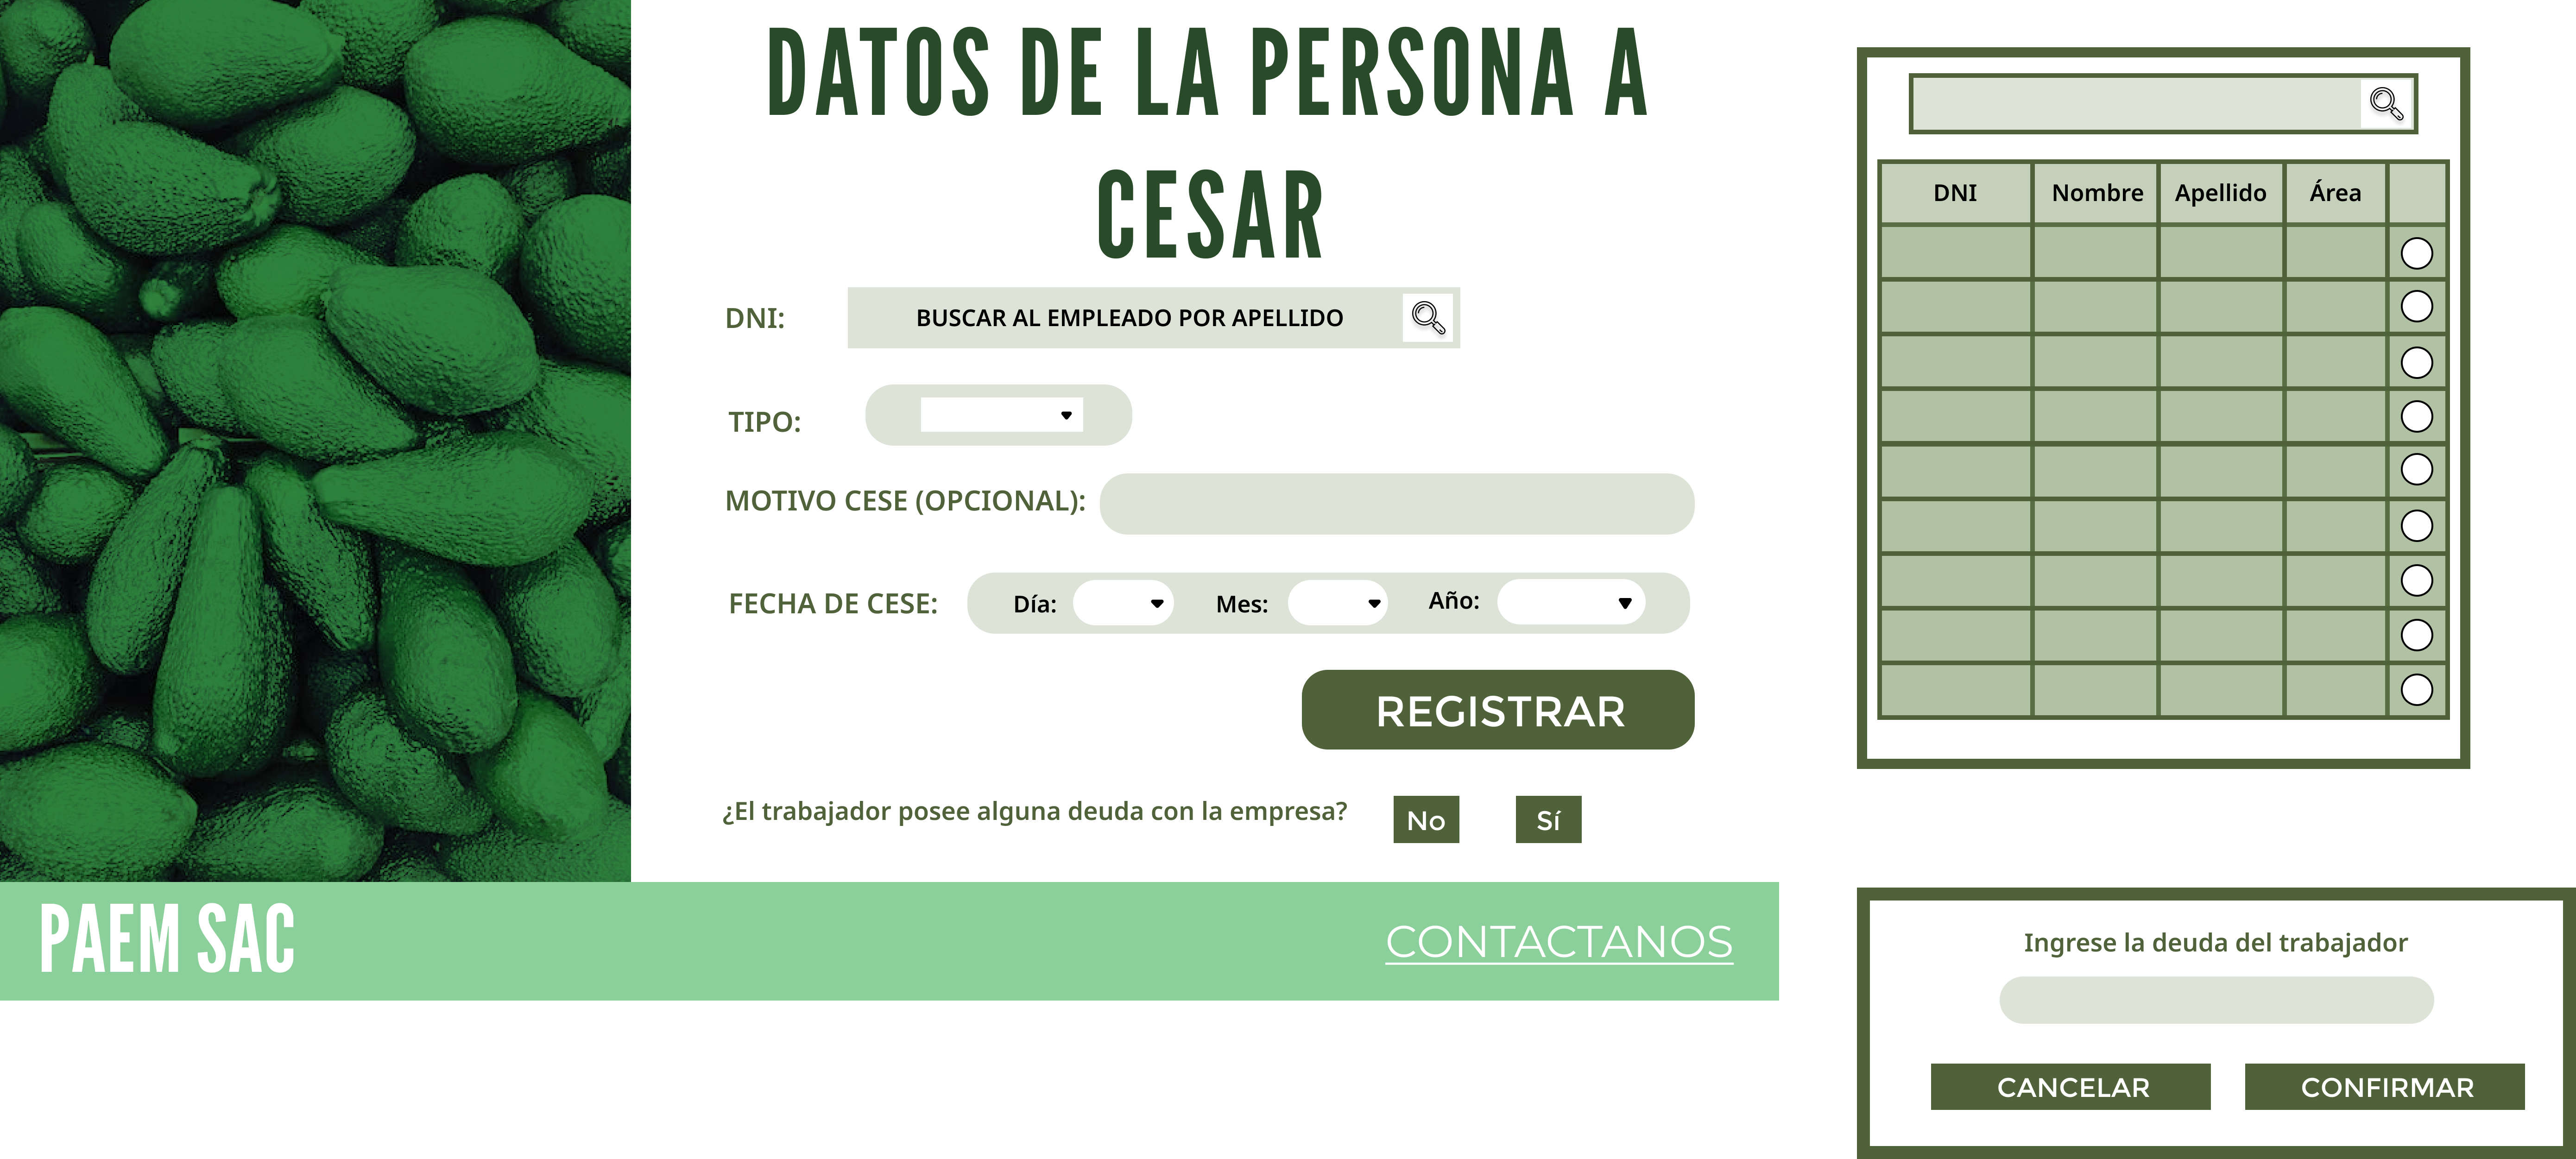 DATOS DE LA PERSONA A
CESAR
DNI:
BUSCAR AL EMPLEADO POR APELLIDO
TIPO:
MOTIVO CESE (OPCIONAL):
FECHA DE CESE:
Día:
Mes:
Año:
REGISTRAR
¿El trabajador posee alguna deuda con la empresa?
No
Sí
PAEM SAC
CONTACTANOS
DNI
Nombre
Apellido
Área
Ingrese la deuda del trabajador
CANCELAR
CONFIRMAR